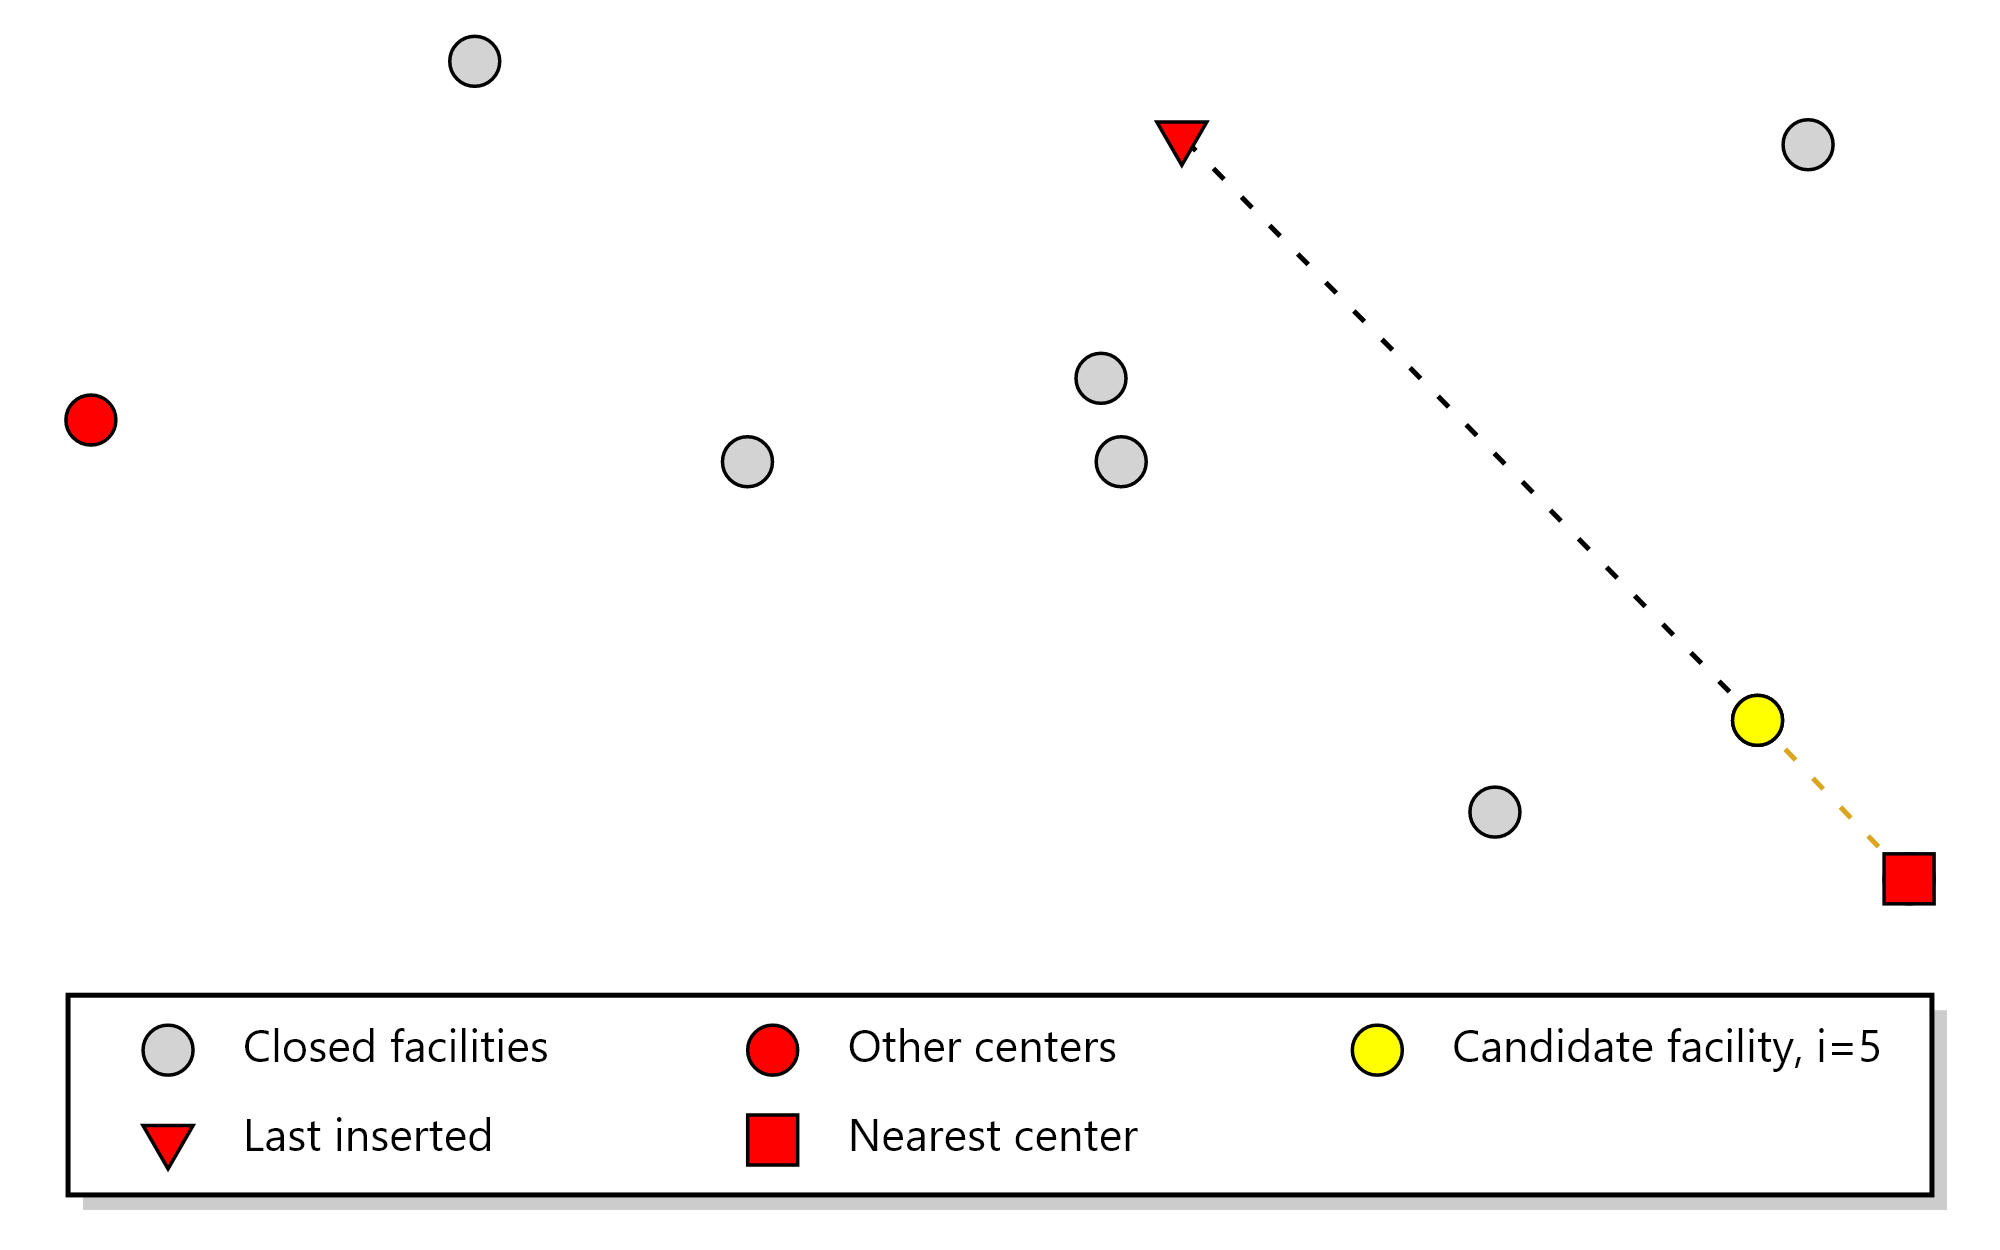 Closed facilities
Other centers
Candidate facility, i=5
Last inserted
Nearest center